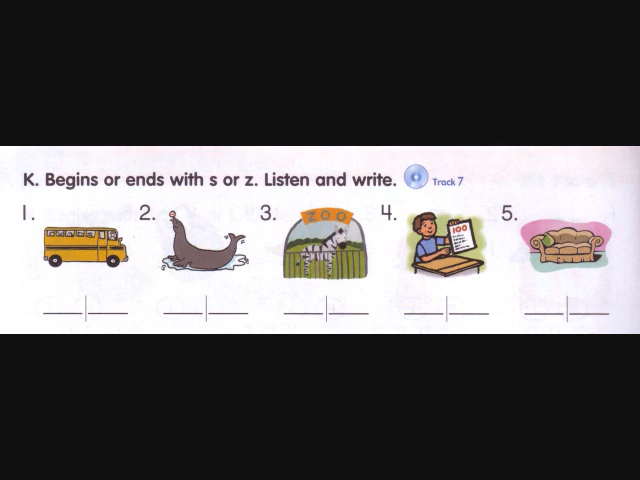 K. Begins or ends with s or z. Listen and write. Track 7
1. 2. 3. 4. 5.
ZOO
100